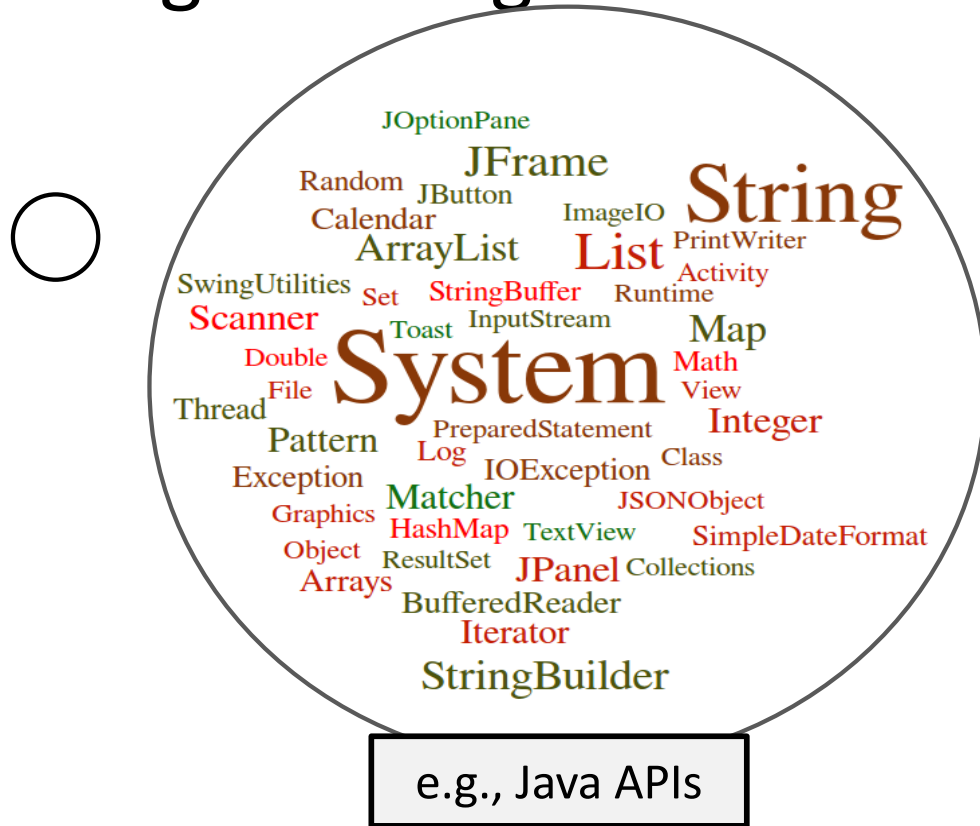 JOptionPane
JFrame
Random
JButton
String
ImageIO
Calendar
ArrayList
List
PrintWriter
Activity
SwingUtilities
Set
StringBuffer
Runtime
Scanner
Toast
InputStream
Map
System
Double
Math
File
View
Thread
Integer
Pattern
PreparedStatement
Log
Class
IOException
Exception
Matcher
JSONObject
Graphics
HashMap
TextView
SimpleDateFormat
Object
ResultSet
JPanel
Collections
Arrays
BufferedReader
Iterator
StringBuilder
e.g., Java APIs